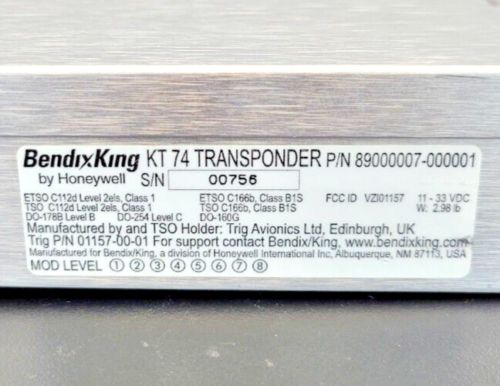 BendixKing KT 74 TRANSPONDER P/N 89000007-000001
by Honeywell S/N 00756
ETSO C112d Level 2els, Class 1 ETSO C166b, Class B1S FCC ID VZI01157 11 - 33 VDC
TSO C112d Level 2els, Class 1 TSO C166b, Class B1S W: 2.98 lb
DO-178B Level B DO-254 Level C DO-160G
Manufactured by and TSO Holder: Trig Avionics Ltd, Edinburgh, UK
Trig P/N 01157-00-01 For support contact Bendix/King, www.bendixking.com
Manufactured for Bendix/King, a division of Honeywell International Inc, Albuquerque, NM 87113, USA
MOD LEVEL 1 2 3 4 5 6 7 8